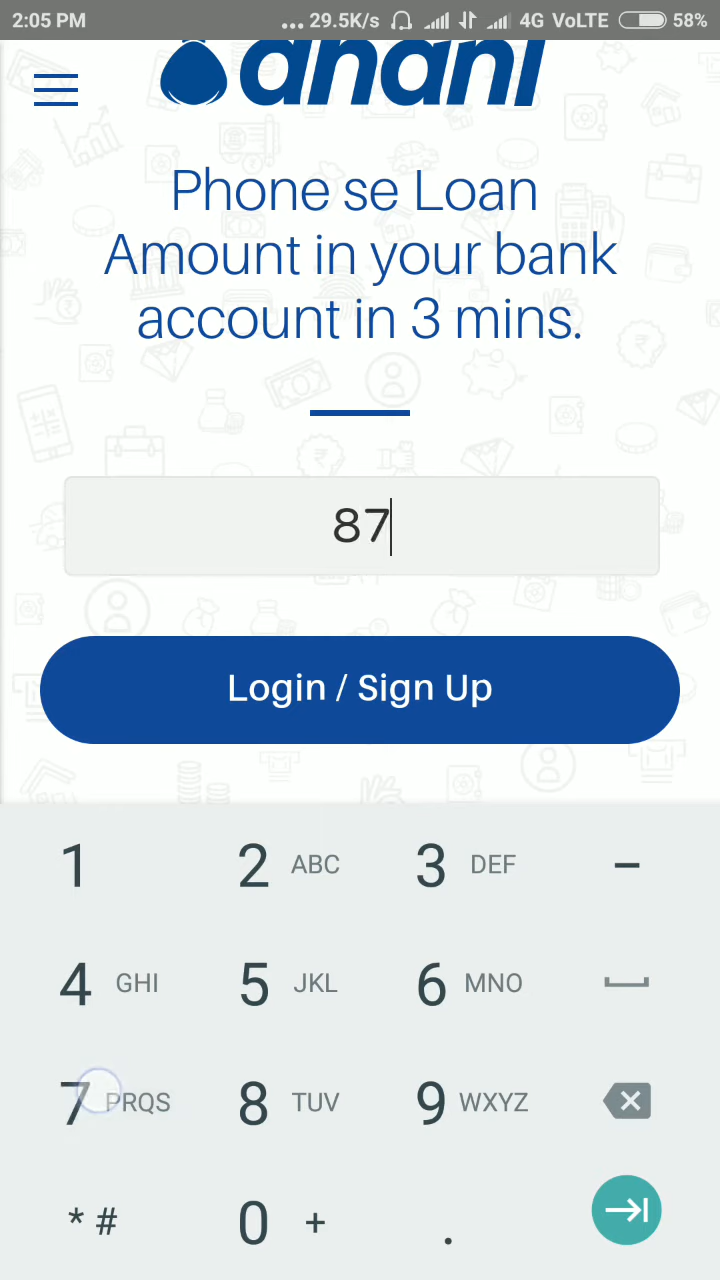 2:05 PM ... 29.5K/s 4G VoLTE 58%
Phone se Loan
Amount in your bank
account in 3 mins.
87
Login / Sign Up
1 2 ABC 3 DEF –
4 GHI 5 JKL 6 MNO
7 PRQS 8 TUV 9 WXYZ
* # 0 + .